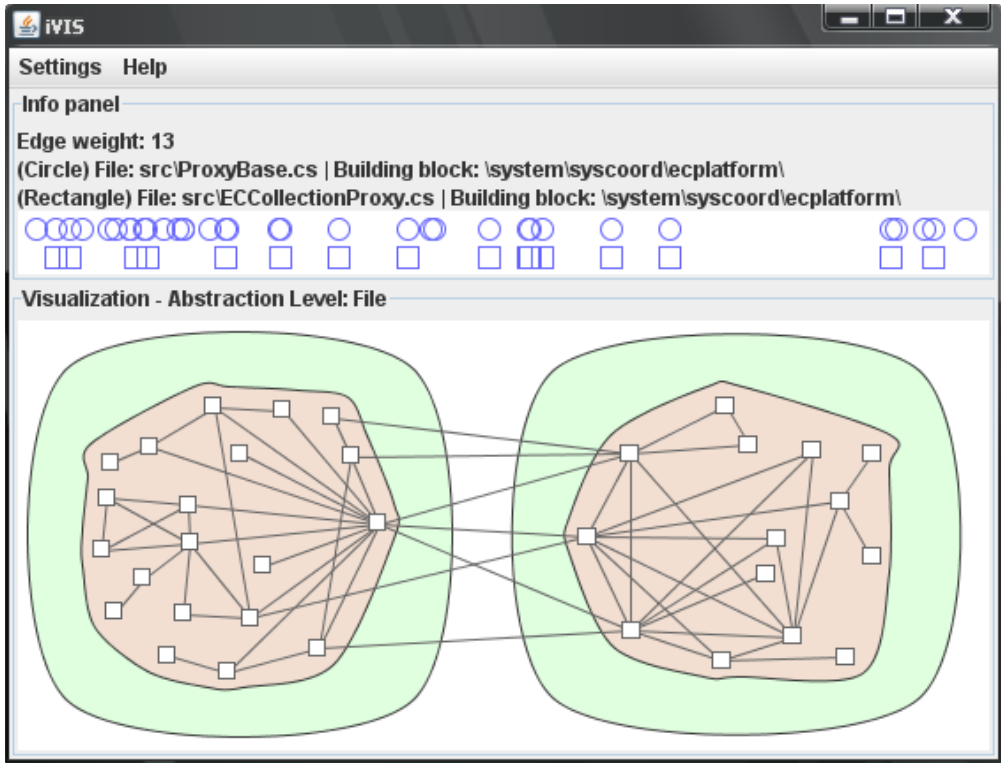 iVIS
Settings Help
Info panel
Edge weight: 13
(Circle) File: src\ProxyBase.cs | Building block: \system\syscoord\ecplatform\
(Rectangle) File: src\ECCollectionProxy.cs | Building block: \system\syscoord\ecplatform\
Visualization - Abstraction Level: File